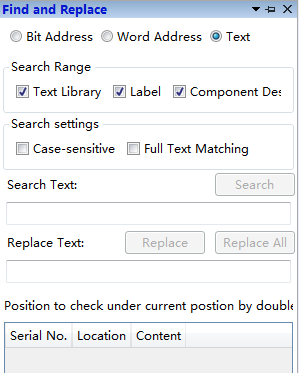 Find and Replace
Bit Address Word Address Text
Search Range
Text Library Label Component Des
Search settings
Case-sensitive Full Text Matching
Search Text: Search
Replace Text: Replace Replace All
Position to check under current postion by double
Serial No. Location Content